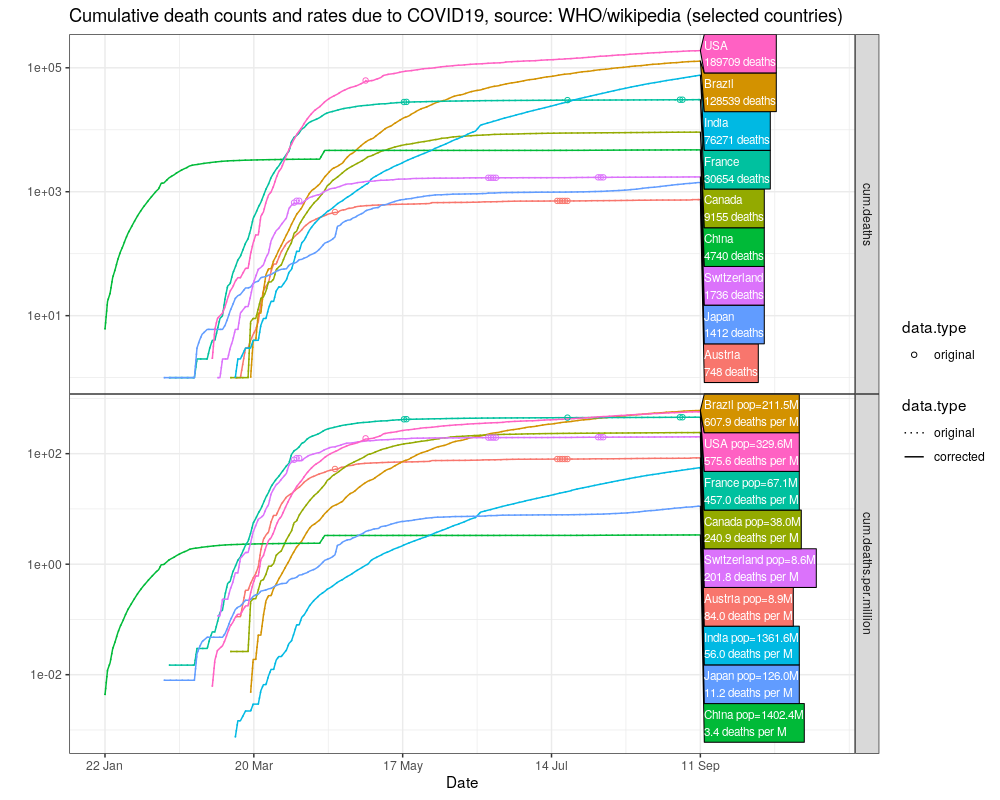 Cumulative death counts and rates due to COVID19, source: WHO/wikipedia (selected countries)
1e+05
1e+03
1e+01
USA
189709 deaths
Brazil
128539 deaths
India
76271 deaths
France
30654 deaths
Canada
9155 deaths
China
4740 deaths
Switzerland
1736 deaths
Japan
1412 deaths
Austria
748 deaths
cum.deaths
1e+02
1e+00
1e-02
Brazil pop=211.5M
607.9 deaths per M
USA pop=329.6M
575.6 deaths per M
France pop=67.1M
457.0 deaths per M
Canada pop=38.0M
240.9 deaths per M
Switzerland pop=8.6M
201.8 deaths per M
Austria pop=8.9M
84.0 deaths per M
India pop=1361.6M
56.0 deaths per M
Japan pop=126.0M
11.2 deaths per M
China pop=1402.4M
3.4 deaths per M
cum.deaths.per.million
22 Jan
20 Mar
17 May
14 Jul
11 Sep
Date
data.type
original
data.type
original
corrected